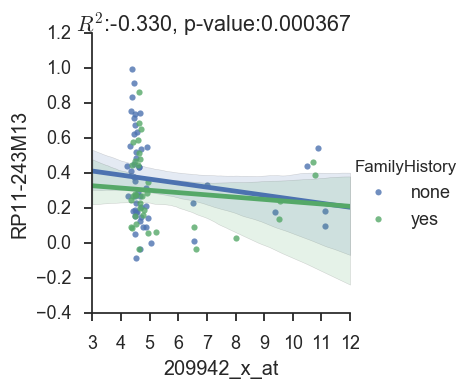 R²:-0.330, p-value:0.000367
1.2
1.0
0.8
0.6
0.4
0.2
0.0
−0.2
−0.4
RP11-243M13
3 4 5 6 7 8 9 10 11 12
209942_x_at
FamilyHistory
none
yes